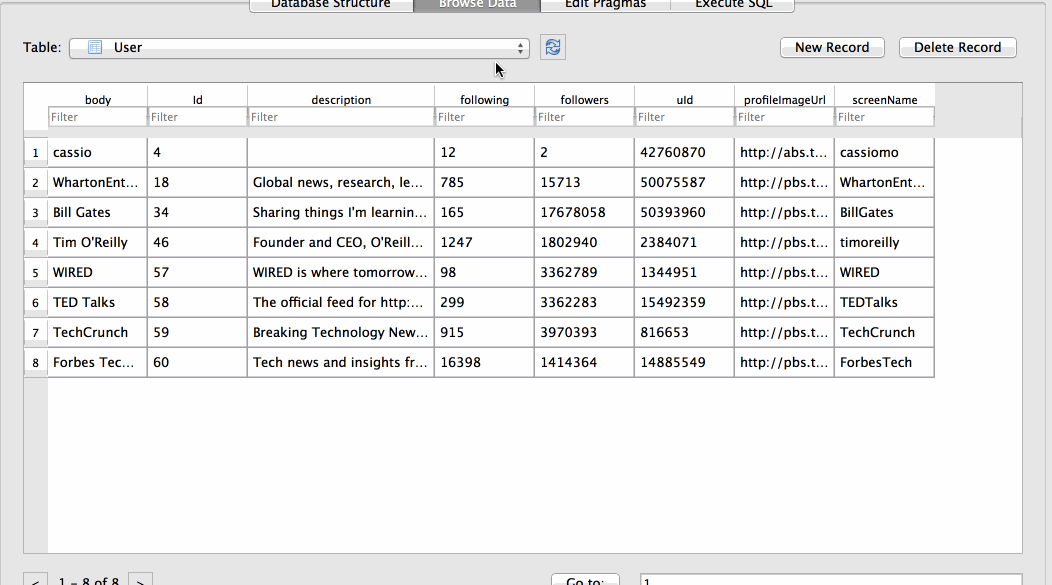 Database Structure Browse Data Edit Pragmas Execute SQL
Table: User New Record Delete Record
body Id description following followers uId profileImageUrl screenName
Filter Filter Filter Filter Filter Filter Filter Filter
1 cassio 4 12 2 42760870 http://abs.t... cassiomo
2 WhartonEnt... 18 Global news, research, le... 785 15713 50075587 http://pbs.t... WhartonEnt...
3 Bill Gates 34 Sharing things I'm learnin... 165 17678058 50393960 http://pbs.t... BillGates
4 Tim O'Reilly 46 Founder and CEO, O'Reill... 1247 1802940 2384071 http://pbs.t... timoreilly
5 WIRED 57 WIRED is where tomorrow... 98 3362789 1344951 http://pbs.t... WIRED
6 TED Talks 58 The official feed for http:... 299 3362283 15492359 http://pbs.t... TEDTalks
7 TechCrunch 59 Breaking Technology New... 915 3970393 816653 http://pbs.t... TechCrunch
8 Forbes Tec... 60 Tech news and insights fr... 16398 1414364 14885549 http://pbs.t... ForbesTech
< 1 - 8 of 8 > Go to: 1